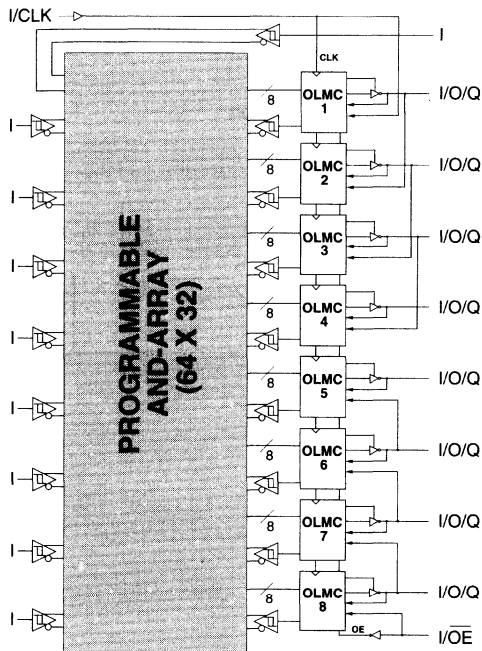 I/CLK
I
CLK
8
OLMC
1
I/O/Q
I
8
OLMC
2
I/O/Q
I
8
OLMC
3
I/O/Q
I
8
OLMC
4
I/O/Q
I
PROGRAMMABLE
AND-ARRAY
(64 X 32)
8
OLMC
5
I/O/Q
I
8
OLMC
6
I/O/Q
I
8
OLMC
7
I/O/Q
I
8
OLMC
8
I/O/Q
I
OE
I/O̅E̅